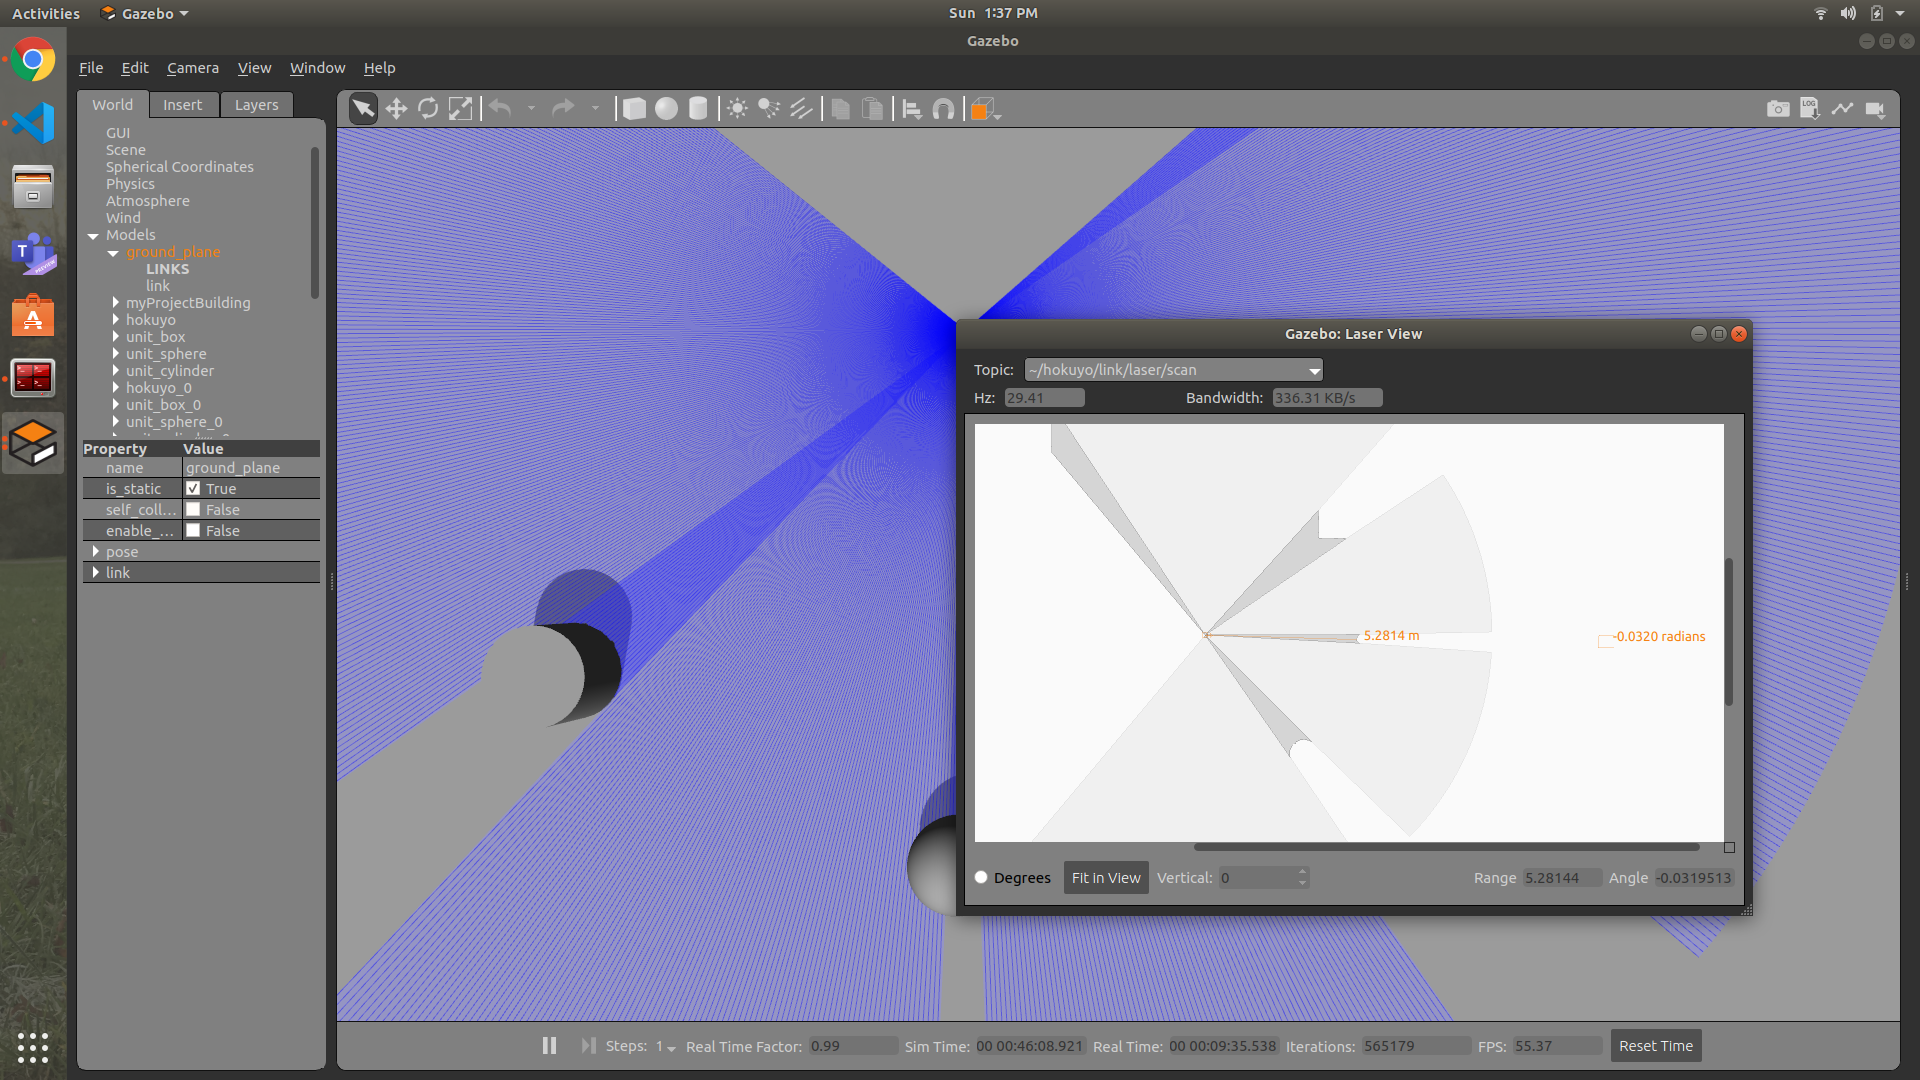 Activities Gazebo Sun 1:37 PM
Gazebo
File Edit Camera View Window Help
World Insert Layers
GUI
Scene
Spherical Coordinates
Physics
Atmosphere
Wind
Models
ground_plane
LINKS
link
myProjectBuilding
hokuyo
unit_box
unit_sphere
unit_cylinder
hokuyo_0
unit_box_0
unit_sphere_0
Property Value
name ground_plane
is_static True
self_coll... False
enable_... False
pose
link
LOG
T
PREVIEW
Gazebo: Laser View
Topic: ~/hokuyo/link/laser/scan
Hz: 29.41 Bandwidth: 336.31 KB/s
5.2814 m -0.0320 radians
Degrees Fit in View Vertical: 0 Range 5.28144 Angle -0.0319513
Steps: 1 Real Time Factor: 0.99 Sim Time: 00 00:46:08.921 Real Time: 00 00:09:35.538 Iterations: 565179 FPS: 55.37 Reset Time